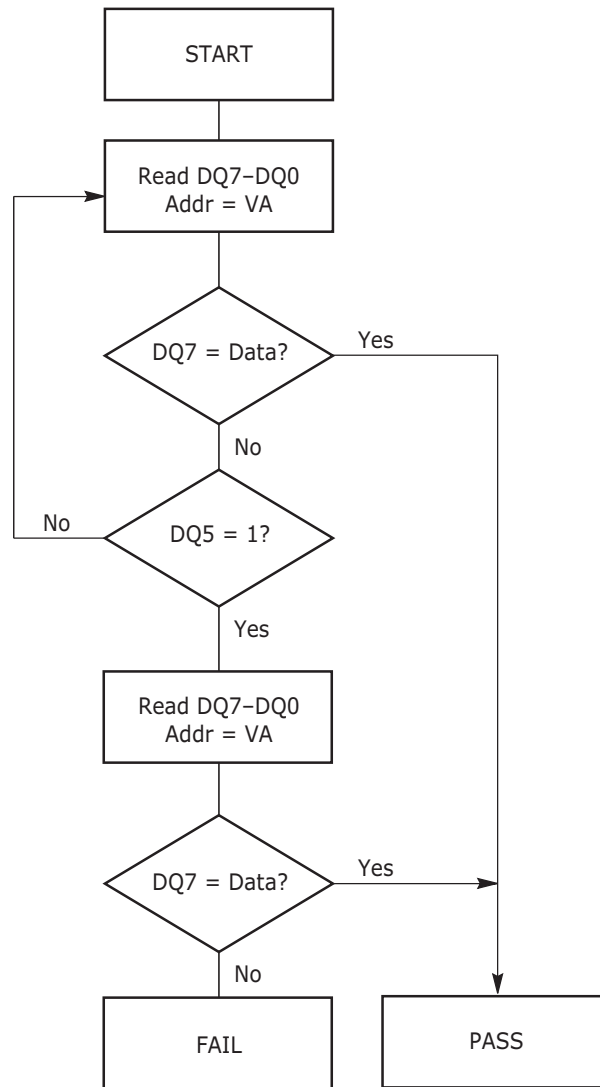 START
Read DQ7–DQ0
Addr = VA
DQ7 = Data?
Yes
No
DQ5 = 1?
No
Yes
Read DQ7–DQ0
Addr = VA
DQ7 = Data?
Yes
No
FAIL
PASS